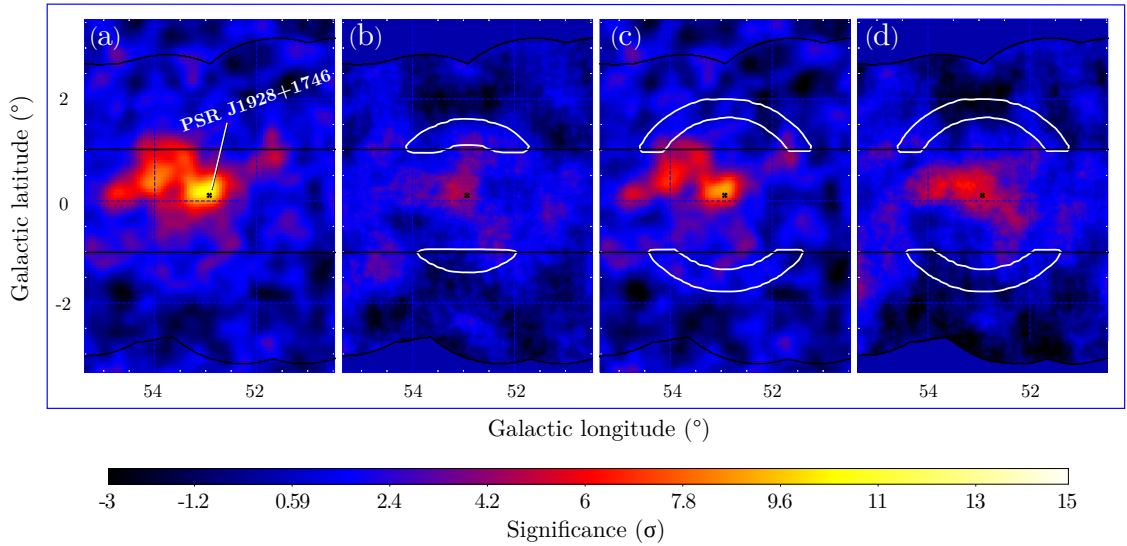 (a) (b) (c) (d)
PSR J1928+1746
2
0
-2
Galactic latitude (°)
54 52 54 52 54 52 54 52
Galactic longitude (°)
-3 -1.2 0.59 2.4 4.2 6 7.8 9.6 11 13 15
Significance (σ)